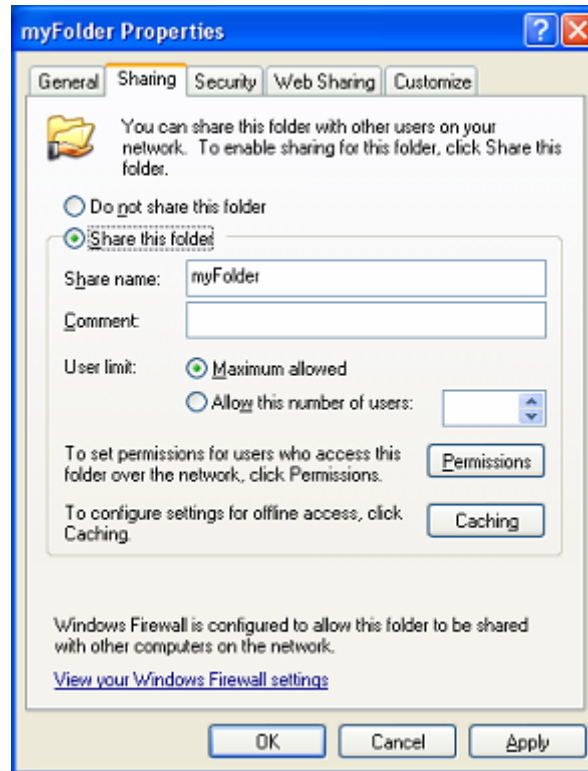 myFolder Properties
General Sharing Security Web Sharing Customize
You can share this folder with other users on your
network. To enable sharing for this folder, click Share this
folder.
Do not share this folder
Share this folder
Share name: myFolder
Comment:
User limit: Maximum allowed
Allow this number of users:
To set permissions for users who access this
folder over the network, click Permissions.
Permissions
To configure settings for offline access, click
Caching.
Caching
Windows Firewall is configured to allow this folder to be shared
with other computers on the network.
View your Windows Firewall settings
OK Cancel Apply